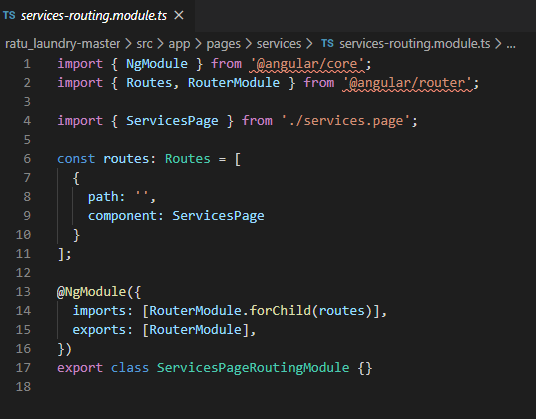 TS services-routing.module.ts ×
ratu_laundry-master > src > app > pages > services > TS services-routing.module.ts > ...
1 import { NgModule } from '@angular/core';
2 import { Routes, RouterModule } from '@angular/router';
3
4 import { ServicesPage } from './services.page';
5
6 const routes: Routes = [
7   {
8     path: '',
9     component: ServicesPage
10   }
11 ];
12
13 @NgModule({
14   imports: [RouterModule.forChild(routes)],
15   exports: [RouterModule],
16 })
17 export class ServicesPageRoutingModule {}
18